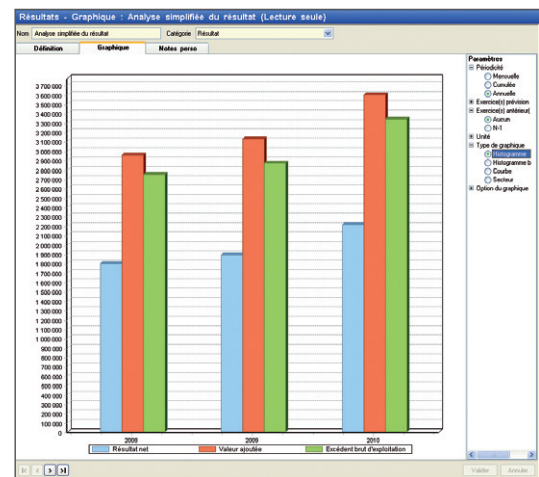 Résultats - Graphique : Analyse simplifiée du résultat (Lecture seule)
Nom Analyse simplifiée du résultat Catégorie Résultat
Définition Graphique Notes perso
Paramètres
Périodicité
Mensuelle
Cumulée
Annuelle
Exercice(s) prévision
Exercice(s) antérieur(
Aucun
N-1
Unité
Type de graphique
Histogramme
Histogramme b
Courbe
Secteur
Option du graphique
3 700 000
3 600 000
3 500 000
3 400 000
3 300 000
3 200 000
3 100 000
3 000 000
2 900 000
2 800 000
2 700 000
2 600 000
2 500 000
2 400 000
2 300 000
2 200 000
2 100 000
2 000 000
1 900 000
1 800 000
1 700 000
1 600 000
1 500 000
1 400 000
1 300 000
1 200 000
1 100 000
1 000 000
900 000
800 000
700 000
600 000
500 000
400 000
300 000
200 000
100 000
0
2008 2009 2010
Résultat net Valeur ajoutée Excédent brut d'exploitation
Valider Annuler